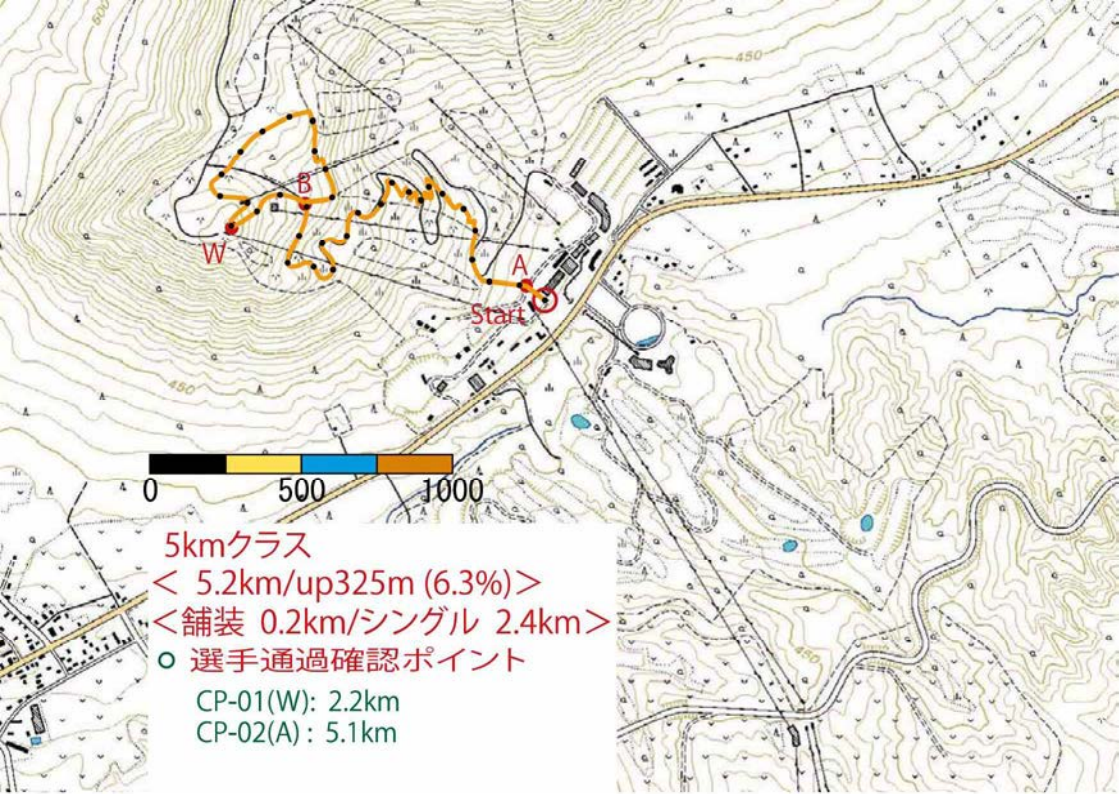 600
450
B
W
A
Start
450
0
500
1000
5kmクラス
< 5.2km/up325m (6.3%)>
<舗装 0.2km/シングル 2.4km>
選手通過確認ポイント
CP-01(W): 2.2km
CP-02(A) : 5.1km